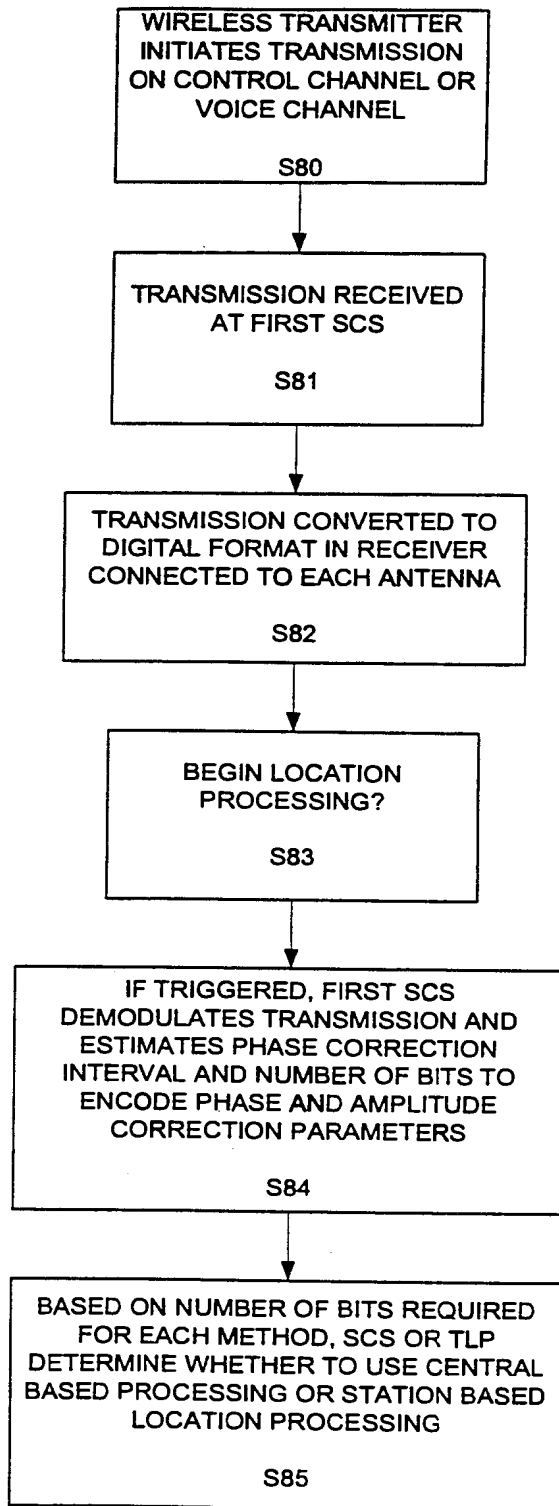 WIRELESS TRANSMITTER
INITIATES TRANSMISSION
ON CONTROL CHANNEL OR
VOICE CHANNEL
S80
TRANSMISSION RECEIVED
AT FIRST SCS
S81
TRANSMISSION CONVERTED TO
DIGITAL FORMAT IN RECEIVER
CONNECTED TO EACH ANTENNA
S82
BEGIN LOCATION
PROCESSING?
S83
IF TRIGGERED, FIRST SCS
DEMODULATES TRANSMISSION AND
ESTIMATES PHASE CORRECTION
INTERVAL AND NUMBER OF BITS TO
ENCODE PHASE AND AMPLITUDE
CORRECTION PARAMETERS
S84
BASED ON NUMBER OF BITS REQUIRED
FOR EACH METHOD, SCS OR TLP
DETERMINE WHETHER TO USE CENTRAL
BASED PROCESSING OR STATION BASED
LOCATION PROCESSING
S85